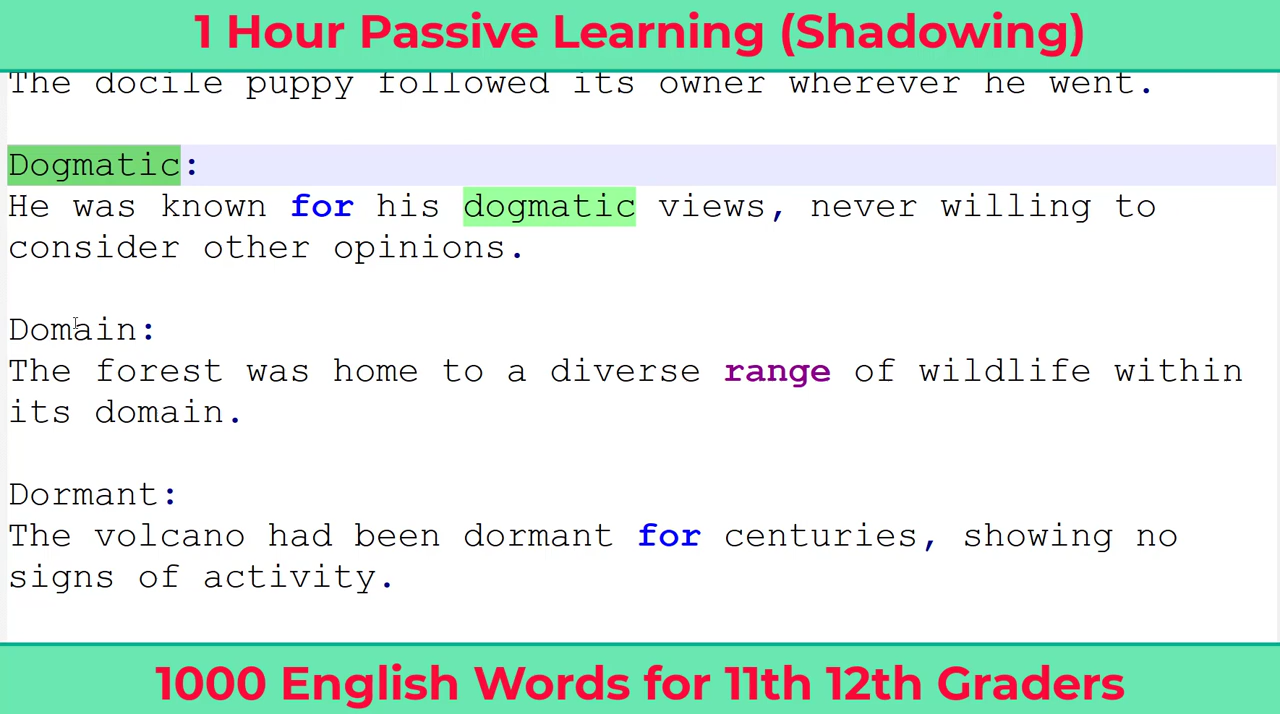 1 Hour Passive Learning (Shadowing)
The docile puppy followed its owner wherever he went.
Dogmatic:
He was known for his dogmatic views, never willing to
consider other opinions.
Domain:
The forest was home to a diverse range of wildlife within
its domain.
Dormant:
The volcano had been dormant for centuries, showing no
signs of activity.
1000 English Words for 11th 12th Graders